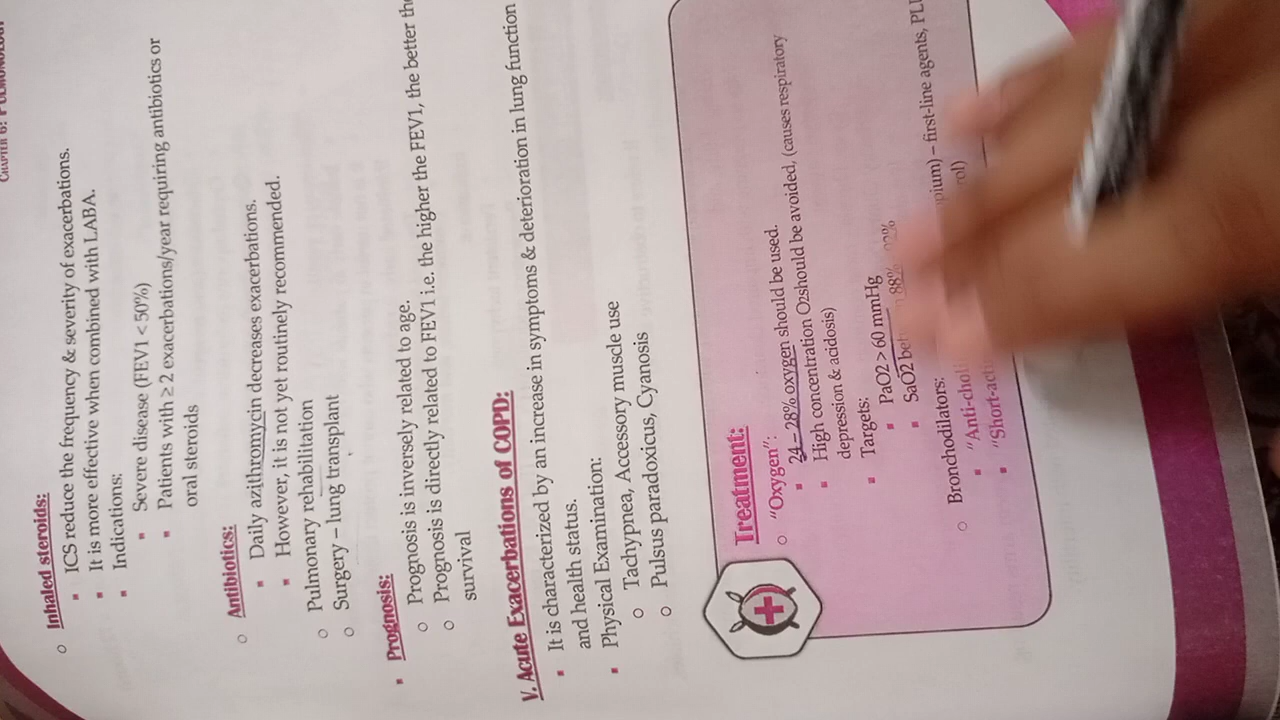 CHAPTER 6: PULMONOLOGY
Inhaled steroids:
ICS reduce the frequency & severity of exacerbations.
It is more effective when combined with LABA.
Indications:
Severe disease (FEV1 < 50%)
Patients with ≥ 2 exacerbations/year requiring antibiotics or
oral steroids
Antibiotics:
Daily azithromycin decreases exacerbations.
However, it is not yet routinely recommended.
Pulmonary rehabilitation
Surgery – lung transplant
Prognosis:
Prognosis is inversely related to age.
Prognosis is directly related to FEV1 i.e. the higher the FEV1, the better the
survival
V. Acute Exacerbations of COPD:
It is characterized by an increase in symptoms & deterioration in lung function
and health status.
Physical Examination:
Tachypnea, Accessory muscle use
Pulsus paradoxicus, Cyanosis
Treatment:
"Oxygen":
24 – 28% oxygen should be used.
High concentration O2should be avoided, (causes respiratory
depression & acidosis)
Targets:
PaO2 > 60 mmHg
SaO2 88%
Bronchodilators:
– first-line agents,